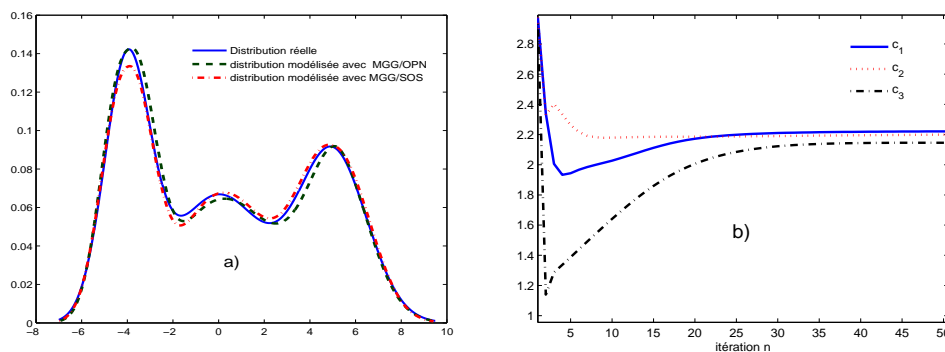 0.16
0.14
0.12
0.1
0.08
0.06
0.04
0.02
0
−8 −6 −4 −2 0 2 4 6 8 10
Distribution réelle
distribution modélisée avec MGG/OPN
distribution modélisée avec MGG/SOS
a)
2.8
2.6
2.4
2.2
2
1.8
1.6
1.4
1.2
1
5 10 15 20 25 30 35 40 45 50
itération n
c1
c2
c3
b)